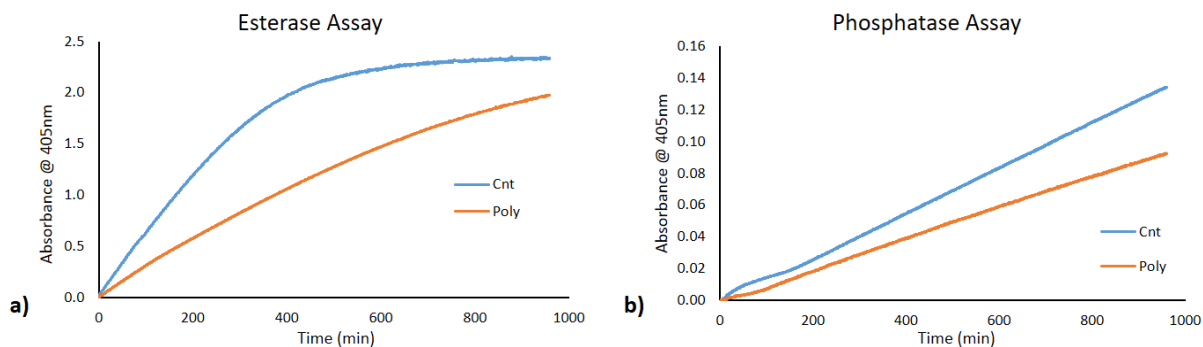 Esterase Assay
2.5
2.0
1.5
1.0
0.5
0.0
Absorbance @ 405nm
Cnt
Poly
0 200 400 600 800 1000
Time (min)
a)
Phosphatase Assay
0.16
0.14
0.12
0.10
0.08
0.06
0.04
0.02
0.00
Absorbance @ 405nm
Cnt
Poly
0 200 400 600 800 1000
Time (min)
b)